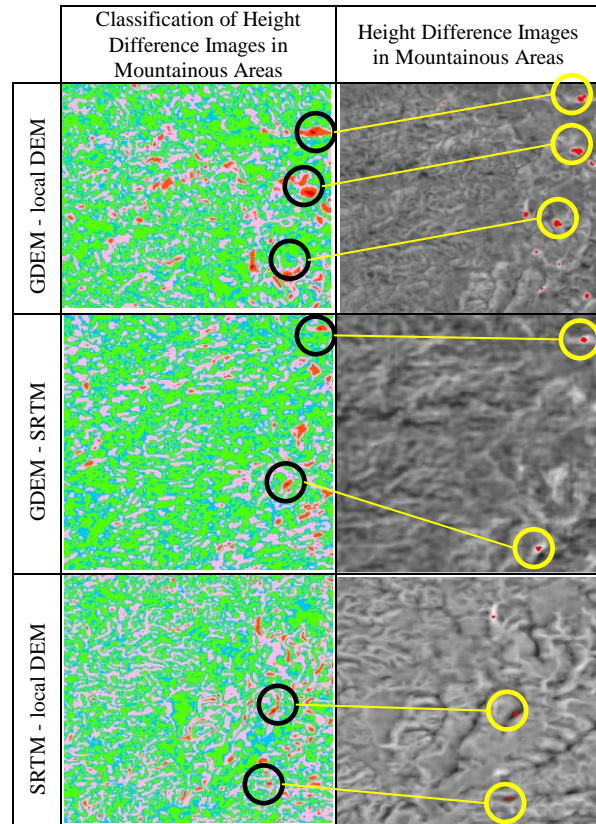 Classification of Height
Difference Images in
Mountainous Areas
Height Difference Images
in Mountainous Areas
GDEM - local DEM
GDEM - SRTM
SRTM - local DEM